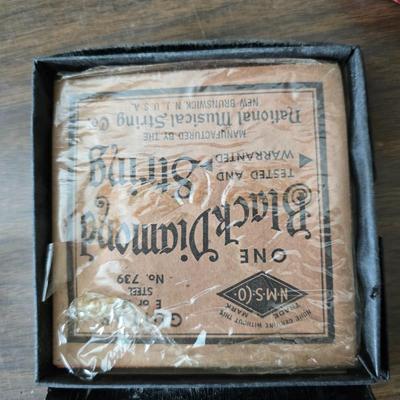 NONE GENUINE WITHOUT THIS
TRADE MARK
N.M.S.CO.
E of
STEEL
No. 739
ONE
Black Diamond
String
TESTED AND
WARRANTED
MANUFACTURED BY THE
National Musical String Co.
NEW BRUNSWICK N.J. U.S.A.